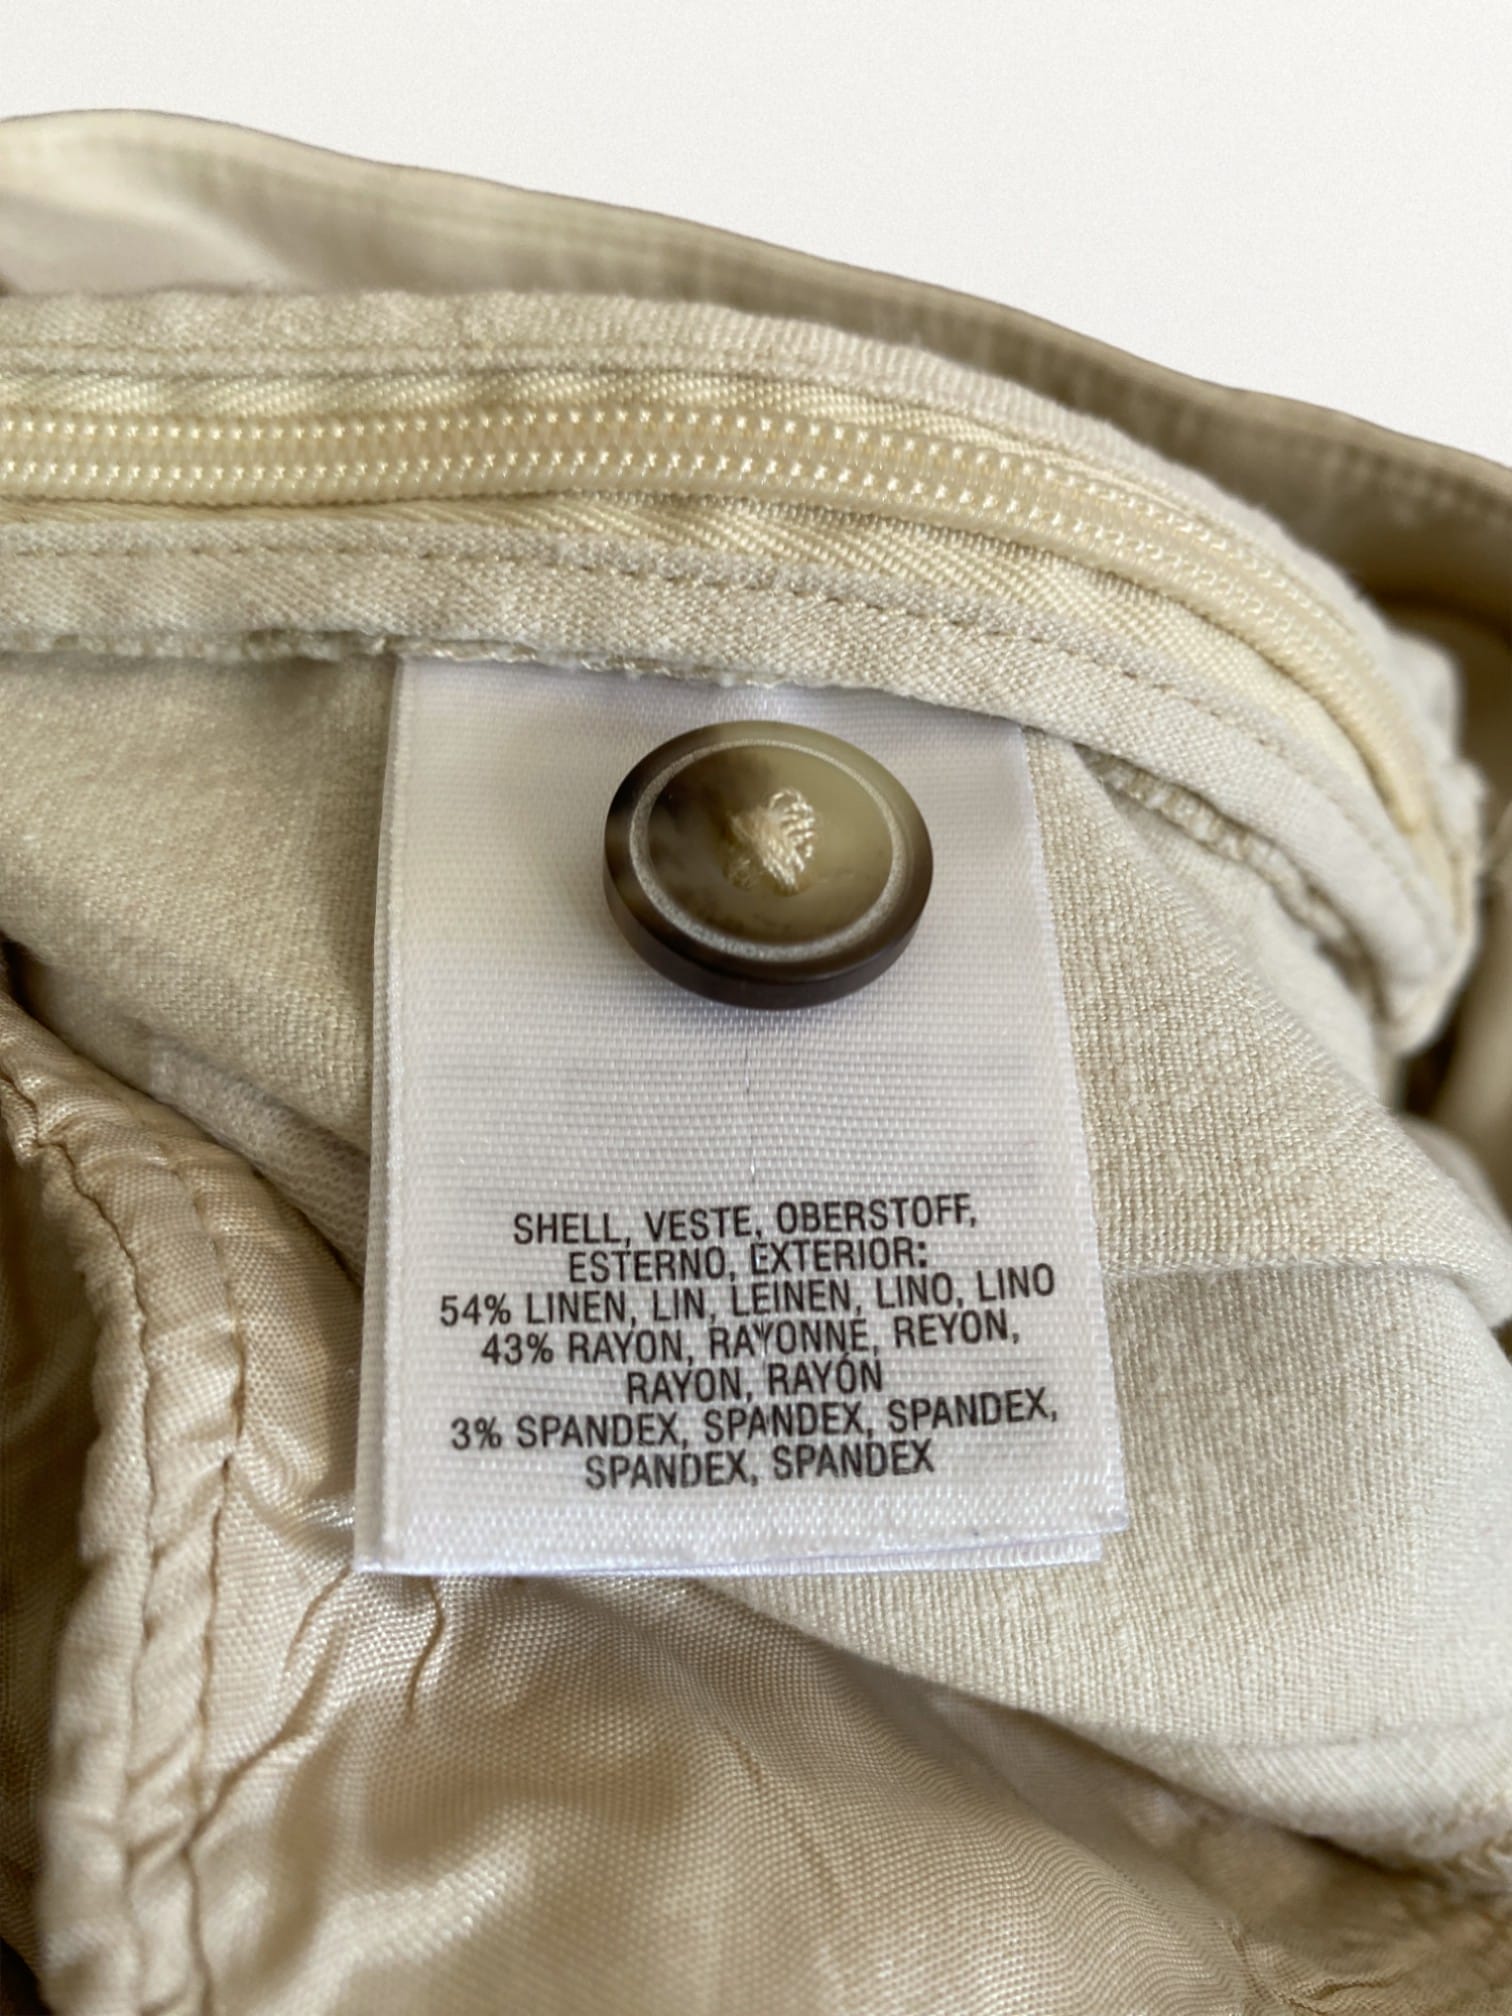 SHELL, VESTE, OBERSTOFF,
ESTERNO, EXTERIOR:
54% LINEN, LIN, LEINEN, LINO, LINO
43% RAYON, RAYONNE, REYON,
RAYON, RAYÓN
3% SPANDEX, SPANDEX, SPANDEX,
SPANDEX, SPANDEX